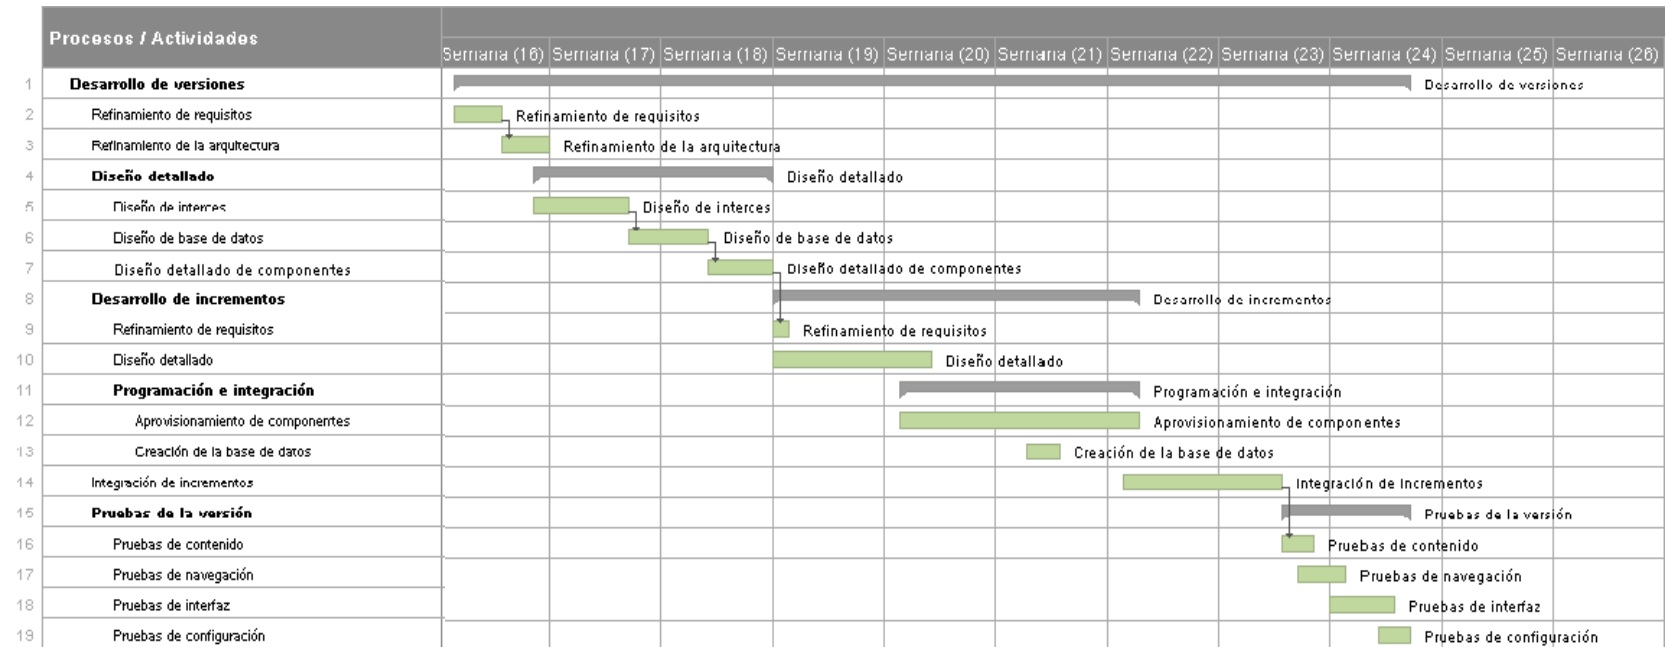 Procesos / Actividades
Semana (16) Semana (17) Semana (18) Semana (19) Semana (20) Semana (21) Semana (22) Semana (23) Semana (24) Semana (25) Semana (26)
1 Desarrollo de versiones Desarrollo de versiones
2 Refinamiento de requisitos Refinamiento de requisitos
3 Refinamiento de la arquitectura Refinamiento de la arquitectura
4 Diseño detallado Diseño detallado
5 Diseño de interces Diseño de interces
6 Diseño de base de datos Diseño de base de datos
7 Diseño detallado de componentes Diseño detallado de componentes
8 Desarrollo de incrementos Desarrollo de incrementos
9 Refinamiento de requisitos Refinamiento de requisitos
10 Diseño detallado Diseño detallado
11 Programación e integración Programación e integración
12 Aprovisionamiento de componentes Aprovisionamiento de componentes
13 Creación de la base de datos Creación de la base de datos
14 Integración de incrementos Integración de incrementos
15 Pruebas de la versión Pruebas de la versión
16 Pruebas de contenido Pruebas de contenido
17 Pruebas de navegación Pruebas de navegación
18 Pruebas de interfaz Pruebas de interfaz
19 Pruebas de configuración Pruebas de configuración